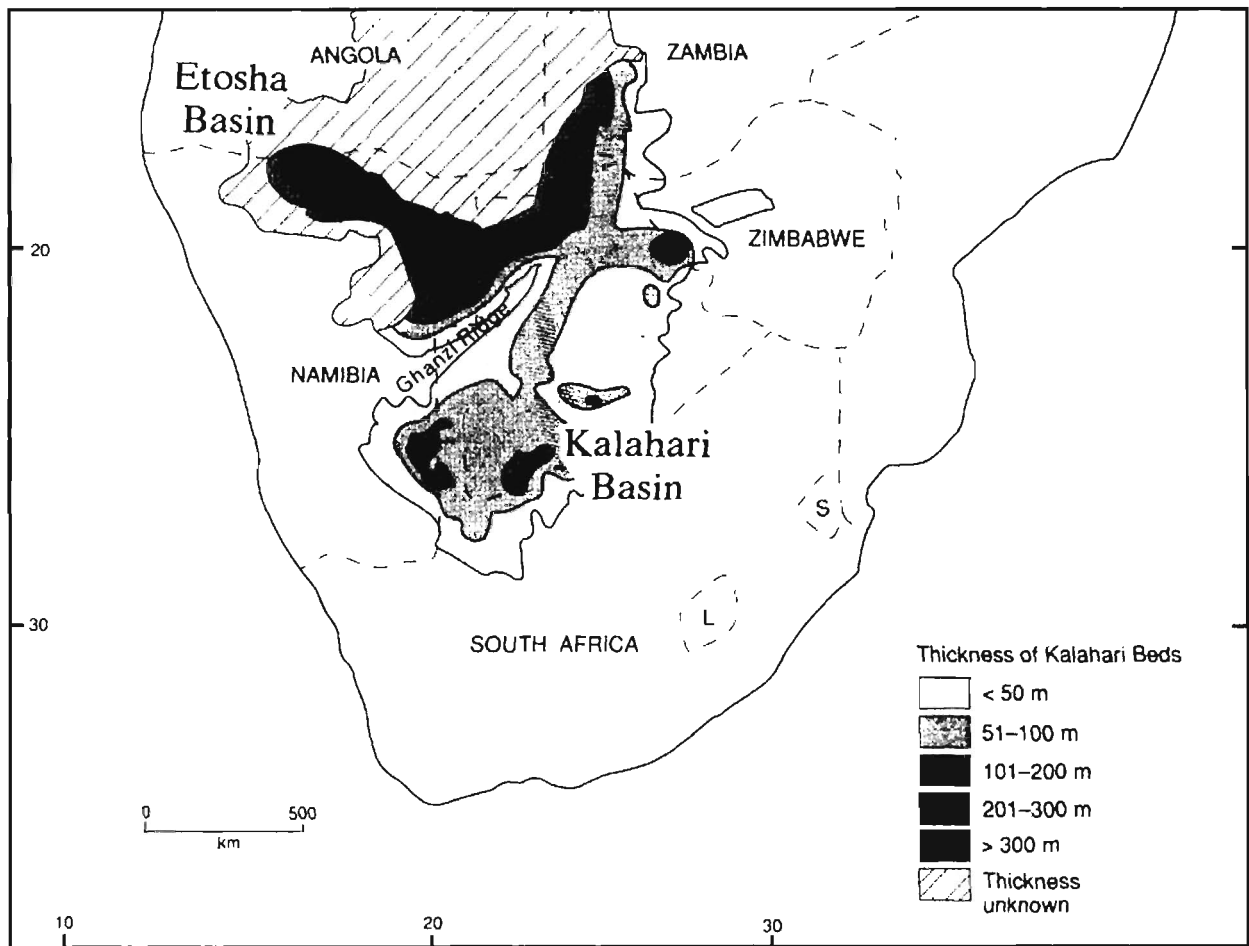 ANGOLA
ZAMBIA
Etosha
Basin
20
ZIMBABWE
Ghanzi Ridge
NAMIBIA
Kalahari
Basin
S
L
30
SOUTH AFRICA
Thickness of Kalahari Beds
< 50 m
51–100 m
101–200 m
201–300 m
> 300 m
Thickness
unknown
0 500
km
10 20 30